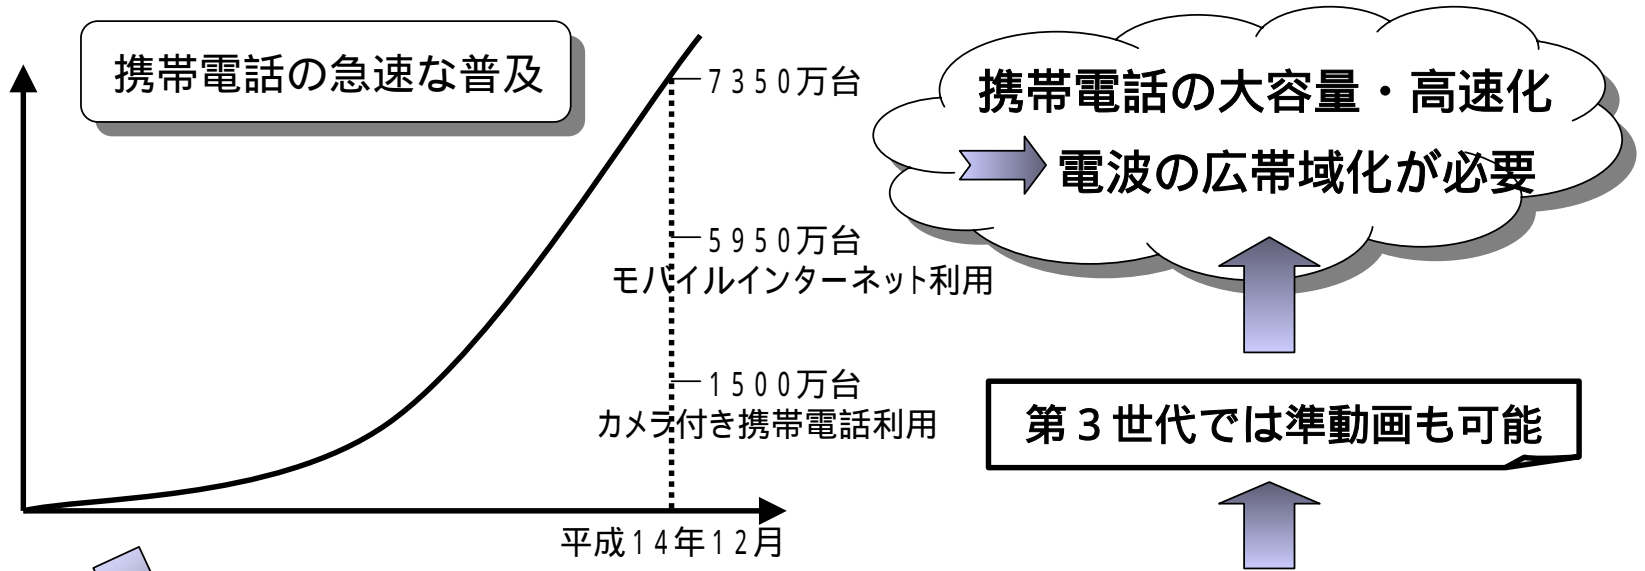 携帯電話の急速な普及
7350万台
5950万台
モバイルインターネット利用
1500万台
カメラ付き携帯電話利用
平成14年12月
携帯電話の大容量・高速化
電波の広帯域化が必要
第3世代では準動画も可能